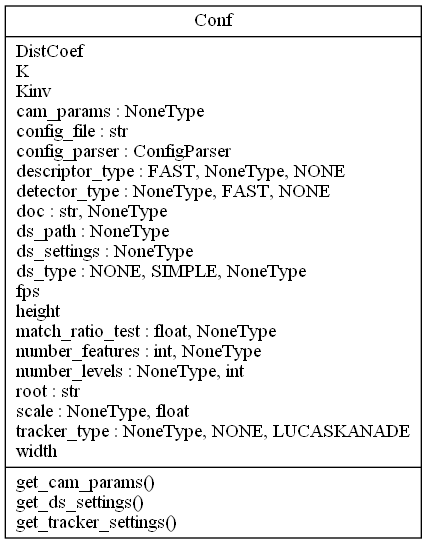 Conf
DistCoef
K
Kinv
cam_params : NoneType
config_file : str
config_parser : ConfigParser
descriptor_type : FAST, NoneType, NONE
detector_type : NoneType, FAST, NONE
doc : str, NoneType
ds_path : NoneType
ds_settings : NoneType
ds_type : NONE, SIMPLE, NoneType
fps
height
match_ratio_test : float, NoneType
number_features : int, NoneType
number_levels : NoneType, int
root : str
scale : NoneType, float
tracker_type : NoneType, NONE, LUCASKANADE
width
get_cam_params()
get_ds_settings()
get_tracker_settings()